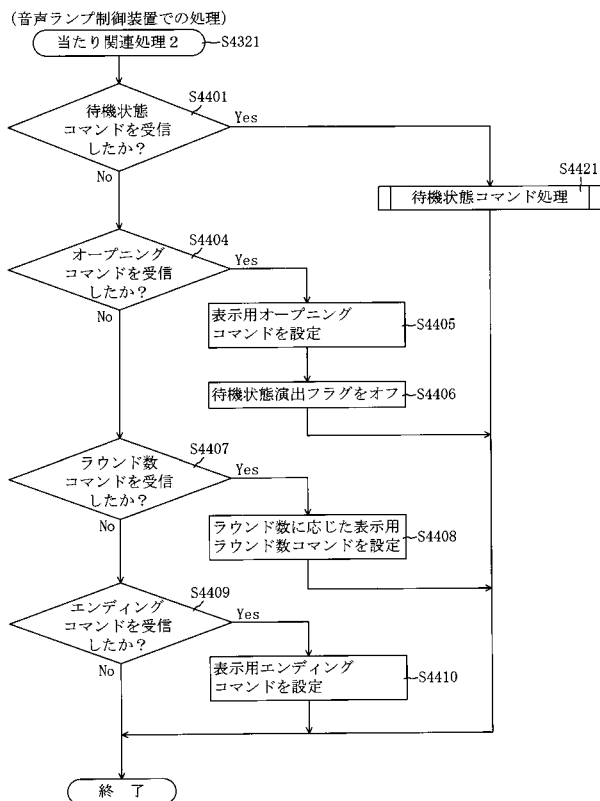 (音声ランプ制御装置での処理)
当たり関連処理2
S4321
S4401
待機状態
コマンドを受信
したか?
Yes
No
S4421
待機状態コマンド処理
S4404
オープニング
コマンドを受信
したか?
Yes
No
表示用オープニング
コマンドを設定
S4405
待機状態演出フラグをオフ
S4406
S4407
ラウンド数
コマンドを受信
したか?
Yes
No
ラウンド数に応じた表示用
ラウンド数コマンドを設定
S4408
S4409
エンディング
コマンドを受信
したか?
Yes
No
表示用エンディング
コマンドを設定
S4410
終 了